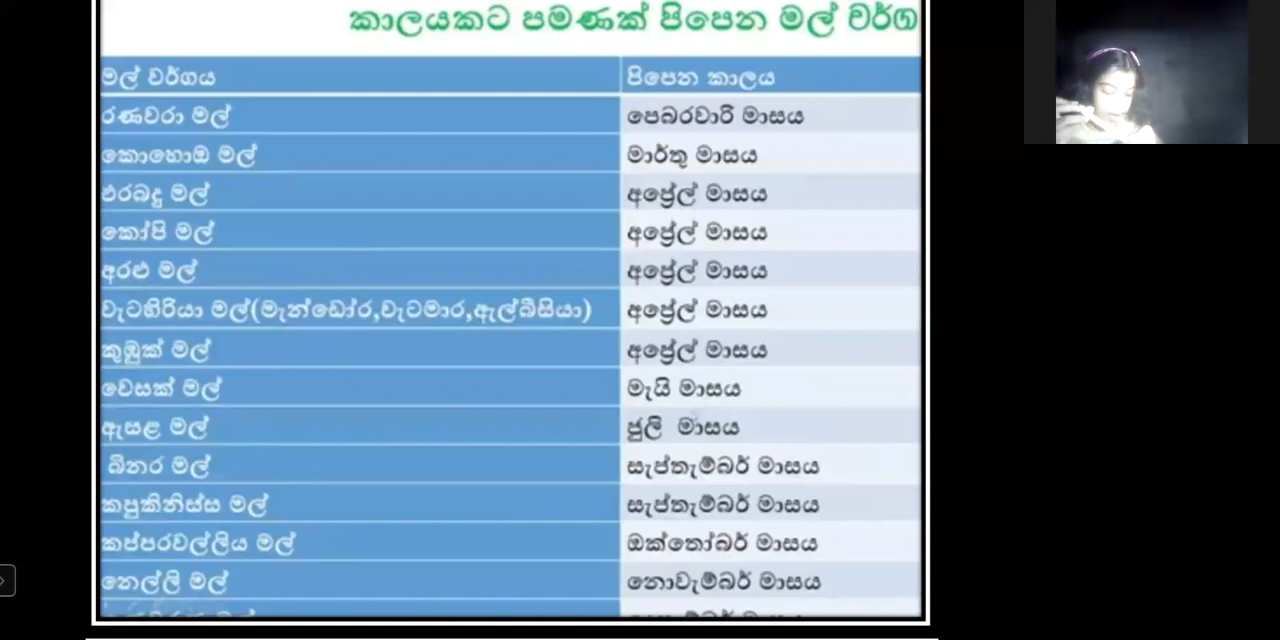 කාලයකට පමණක් පිපෙන මල් වර්ග
මල් වර්ගය පිපෙන කාලය
රණවරා මල් පෙබරවාරි මාසය
කොහොඹ මල් මාර්තු මාසය
එරබදු මල් අප්‍රේල් මාසය
කෝපි මල් අප්‍රේල් මාසය
අරළු මල් අප්‍රේල් මාසය
වැටහිරියා මල්(මැන්ඩෝර,වැටමාර,ඇල්බීසියා) අප්‍රේල් මාසය
කුඹුක් මල් අප්‍රේල් මාසය
වෙසක් මල් මැයි මාසය
ඇසළ මල් ජුලි මාසය
බිනර මල් සැප්තැම්බර් මාසය
කපුකිනිස්ස මල් සැප්තැම්බර් මාසය
කප්පරවල්ලිය මල් ඔක්තෝබර් මාසය
නෙල්ලි මල් නොවැම්බර් මාසය